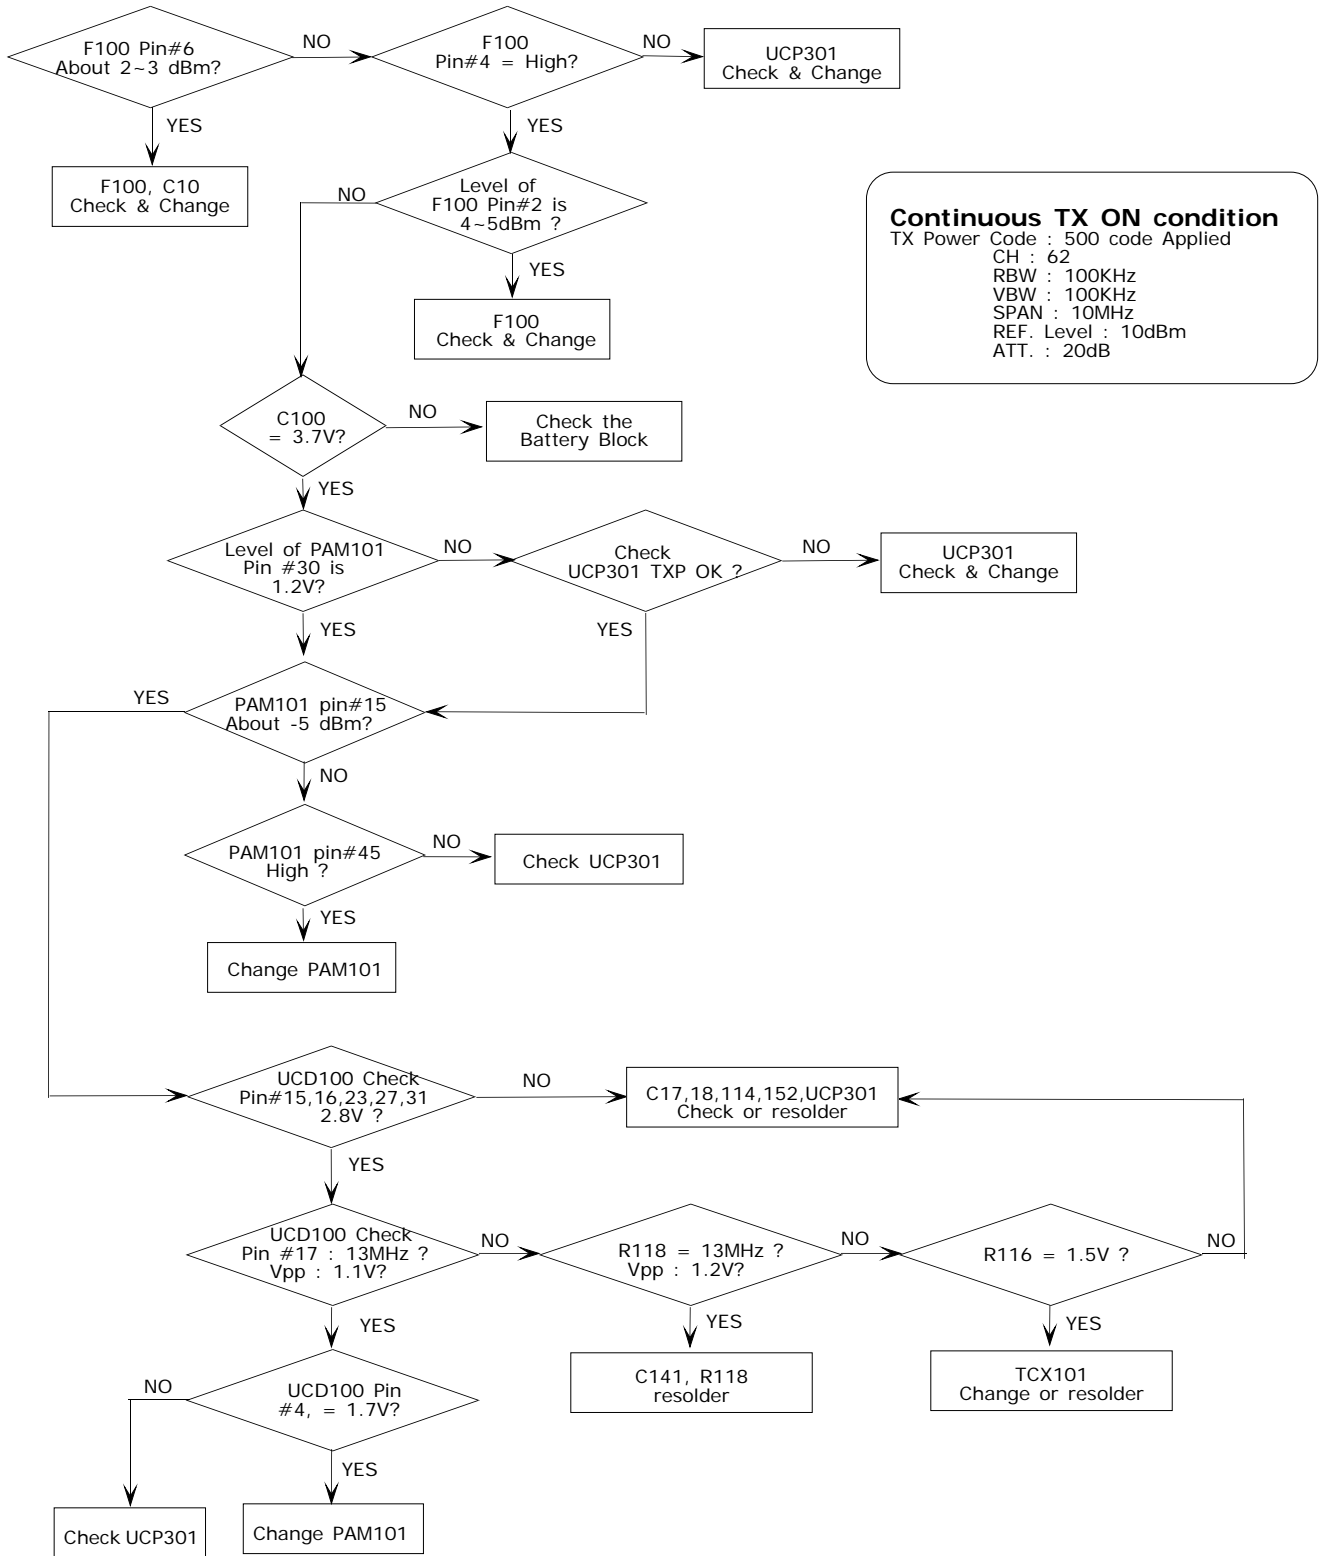 F100 Pin#6
About 2~3 dBm?
NO
F100
Pin#4 = High?
NO
UCP301
Check & Change
YES
YES
F100, C10
Check & Change
NO
Level of
F100 Pin#2 is
4~5dBm ?
YES
F100
Check & Change
Continuous TX ON condition
TX Power Code : 500 code Applied
CH : 62
RBW : 100KHz
VBW : 100KHz
SPAN : 10MHz
REF. Level : 10dBm
ATT. : 20dB
C100
= 3.7V?
NO
Check the
Battery Block
YES
Level of PAM101
Pin #30 is
1.2V?
NO
Check
UCP301 TXP OK ?
NO
UCP301
Check & Change
YES
YES
YES
PAM101 pin#15
About -5 dBm?
NO
PAM101 pin#45
High ?
NO
Check UCP301
YES
Change PAM101
UCD100 Check
Pin#15,16,23,27,31
2.8V ?
NO
C17,18,114,152,UCP301
Check or resolder
YES
UCD100 Check
Pin #17 : 13MHz ?
Vpp : 1.1V?
NO
R118 = 13MHz ?
Vpp : 1.2V?
NO
R116 = 1.5V ?
NO
YES
YES
YES
C141, R118
resolder
TCX101
Change or resolder
NO
UCD100 Pin
#4, = 1.7V?
YES
Check UCP301
Change PAM101